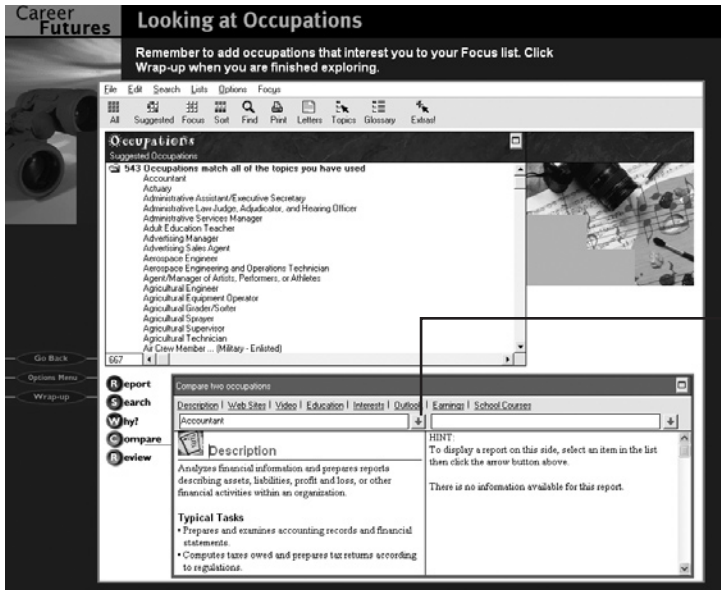 Career
Futures
Looking at Occupations
Remember to add occupations that interest you to your Focus list. Click
Wrap-up when you are finished exploring.
File Edit Search Lists Options Focus
All Suggested Focus Sort Find Print Letters Topics Glossary Extras!
Occupations
Suggested Occupations
543 Occupations match all of the topics you have used
Accountant
Actuary
Administrative Assistant/Executive Secretary
Administrative Law Judge, Adjudicator, and Hearing Officer
Administrative Services Manager
Adult Education Teacher
Advertising Manager
Advertising Sales Agent
Aerospace Engineer
Aerospace Engineering and Operations Technician
Agent/Manager of Artists, Performers, or Athletes
Agricultural Engineer
Agricultural Equipment Operator
Agricultural Grader/Sorter
Agricultural Sprayer
Agricultural Supervisor
Agricultural Technician
Air Crew Member ... (Military - Enlisted)
667
Go Back
Options Menu
Wrap-up
Report
Search
Why?
Compare
Review
Compare two occupations
Description | Web Sites | Video | Education | Interests | Outlook | Earnings | School Courses
Accountant
Description
Analyzes financial information and prepares reports
describing assets, liabilities, profit and loss, or other
financial activities within an organization.
Typical Tasks
• Prepares and examines accounting records and financial
statements.
• Computes taxes owed and prepares tax returns according
to regulations.
HINT:
To display a report on this side, select an item in the list
then click the arrow button above.
There is no information available for this report.